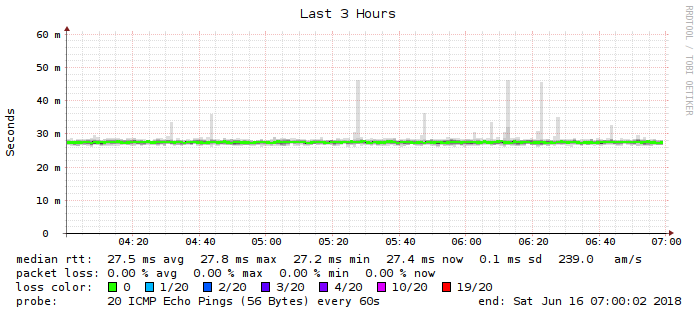 Last 3 Hours
RRDTOOL / TOBI OETIKER
Seconds
60 m
50 m
40 m
30 m
20 m
10 m
0
04:20 04:40 05:00 05:20 05:40 06:00 06:20 06:40 07:00
median rtt: 27.5 ms avg 27.8 ms max 27.2 ms min 27.4 ms now 0.1 ms sd 239.0 am/s
packet loss: 0.00 % avg 0.00 % max 0.00 % min 0.00 % now
loss color: 0 1/20 2/20 3/20 4/20 10/20 19/20
probe: 20 ICMP Echo Pings (56 Bytes) every 60s end: Sat Jun 16 07:00:02 2018